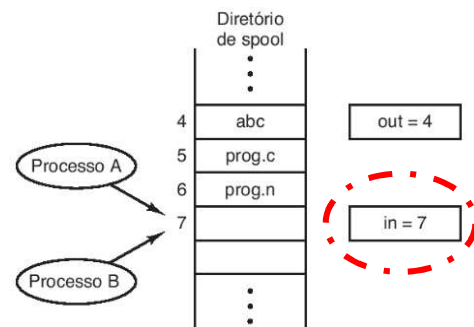 Diretório
de spool
4 abc out = 4
Processo A
5 prog.c
6 prog.n
7 in = 7
Processo B